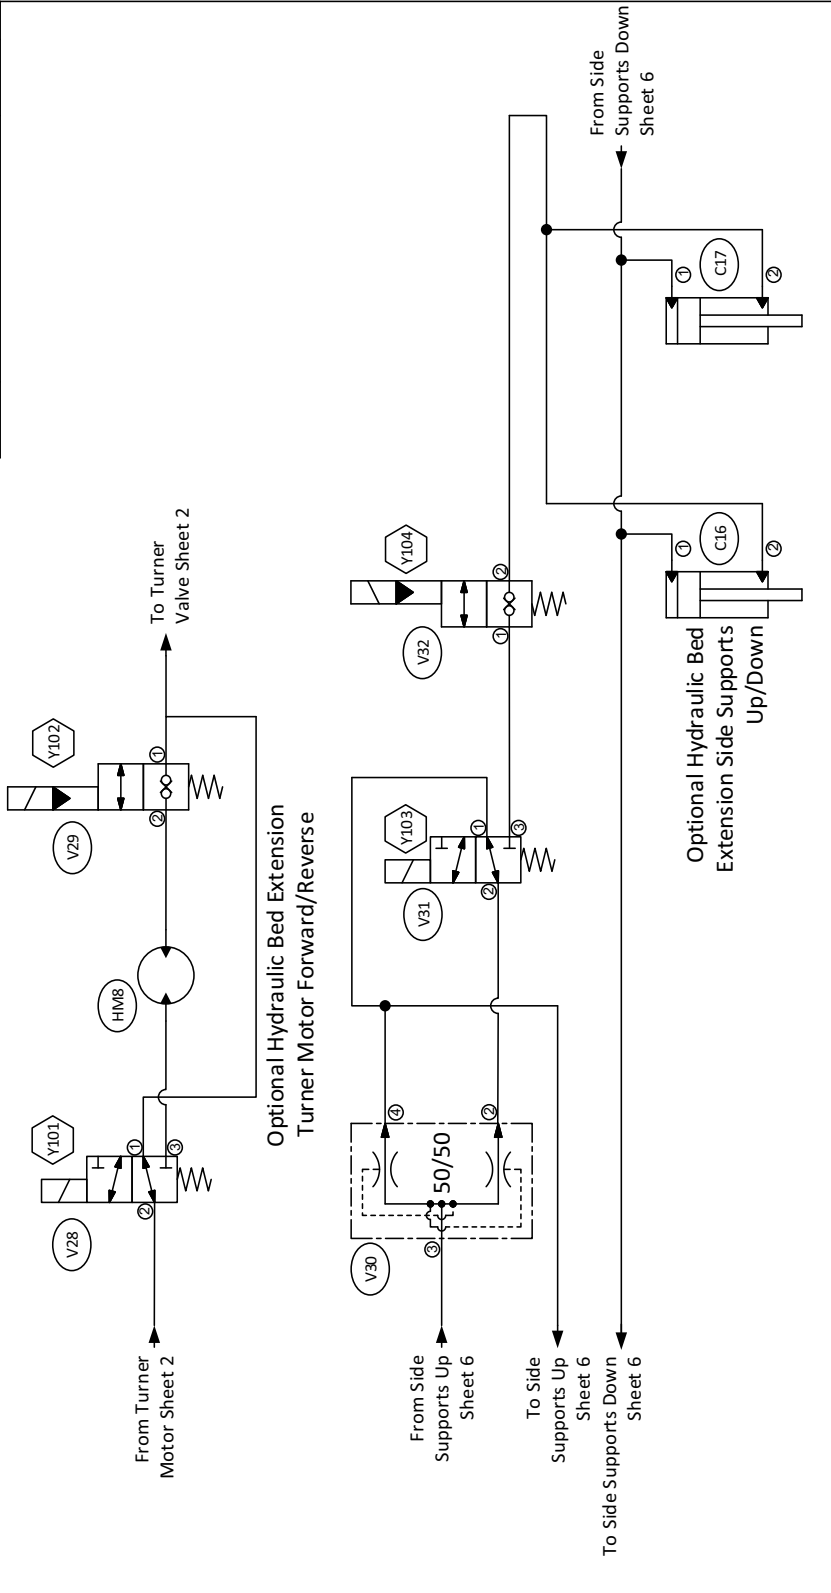 From Turner
Motor Sheet 2
V28
Y101
1
2
3
HM8
V29
Y102
2
1
To Turner
Valve Sheet 2
Optional Hydraulic Bed Extension
Turner Motor Forward/Reverse
From Side
Supports Up
Sheet 6
V30
3
50/50
4
2
V31
Y103
1
2
3
V32
Y104
1
2
To Side
Supports Up
Sheet 6
To Side Supports Down
Sheet 6
From Side
Supports Down
Sheet 6
1
C16
2
1
C17
2
Optional Hydraulic Bed
Extension Side Supports
Up/Down